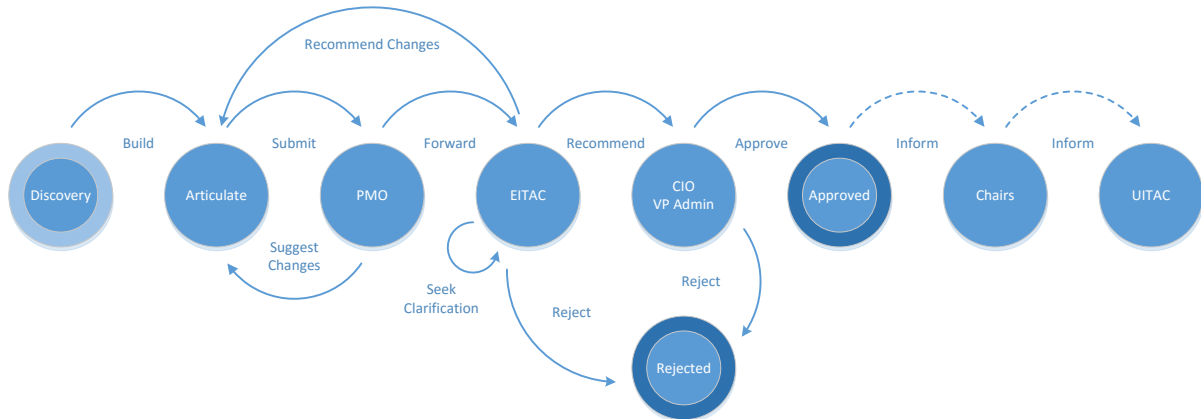 Recommend Changes
Build
Submit
Forward
Recommend
Approve
Inform
Inform
Discovery
Articulate
PMO
EITAC
CIO
VP Admin
Approved
Chairs
UITAC
Suggest
Changes
Seek
Clarification
Reject
Reject
Rejected